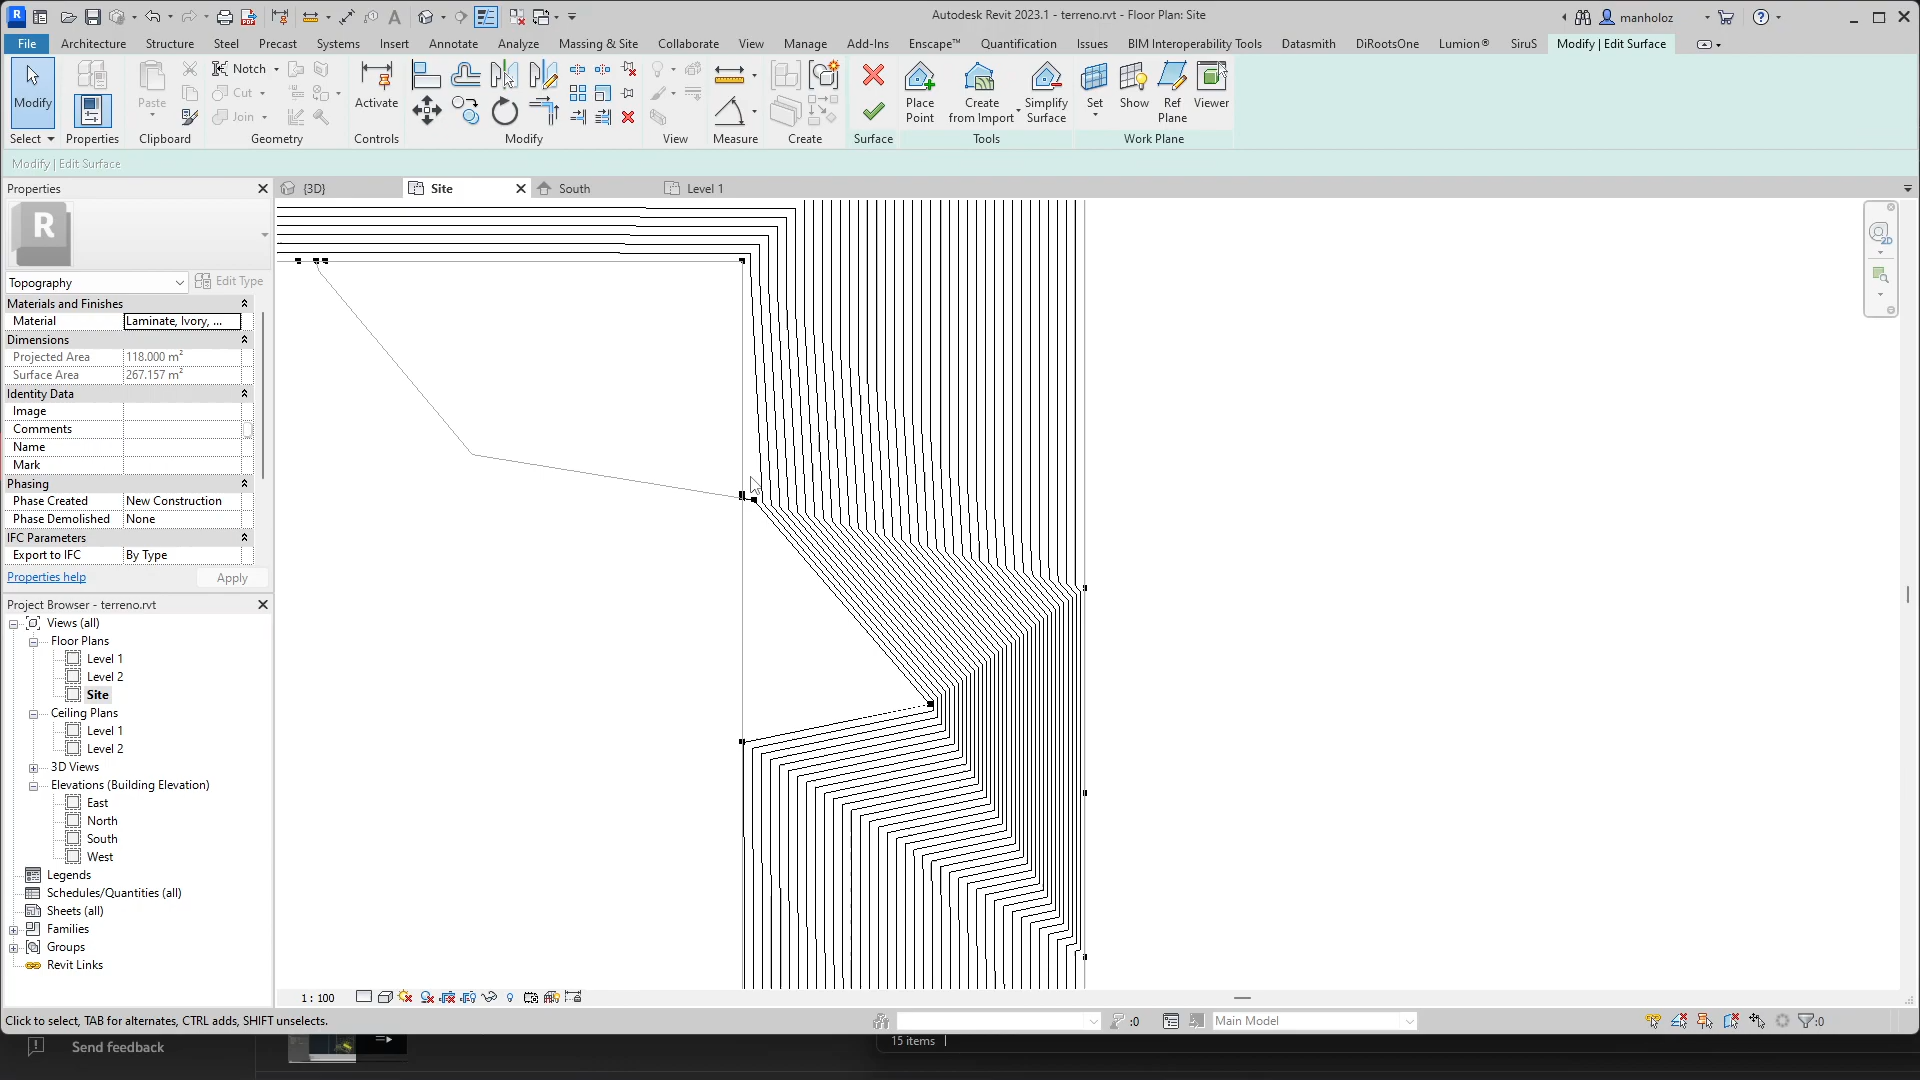 Autodesk Revit 2023.1 - terreno.rvt - Floor Plan: Site
manholoz
File
Architecture
Structure
Steel
Precast
Systems
Insert
Annotate
Analyze
Massing & Site
Collaborate
View
Manage
Add-Ins
Enscape™
Quantification
Issues
BIM Interoperability Tools
Datasmith
DiRootsOne
Lumion®
SiruS
Modify | Edit Surface
Modify
Select
Properties
Paste
Clipboard
Notch
Cut
Join
Geometry
Activate
Controls
Modify
View
Measure
Create
Surface
Place
Point
Create
from Import
Simplify
Surface
Tools
Set
Show
Ref
Plane
Viewer
Work Plane
Modify | Edit Surface
Properties
{3D}
Site
South
Level 1
R
Topography
Edit Type
Materials and Finishes
Material
Laminate, Ivory, ...
Dimensions
Projected Area
118.000 m²
Surface Area
267.157 m²
Identity Data
Image
Comments
Name
Mark
Phasing
Phase Created
New Construction
Phase Demolished
None
IFC Parameters
Export to IFC
By Type
Properties help
Apply
Project Browser - terreno.rvt
Views (all)
Floor Plans
Level 1
Level 2
Site
Ceiling Plans
Level 1
Level 2
3D Views
Elevations (Building Elevation)
East
North
South
West
Legends
Schedules/Quantities (all)
Sheets (all)
Families
Groups
Revit Links
2D
1 : 100
Click to select, TAB for alternates, CTRL adds, SHIFT unselects.
:0
Main Model
:0
Send feedback
15 items